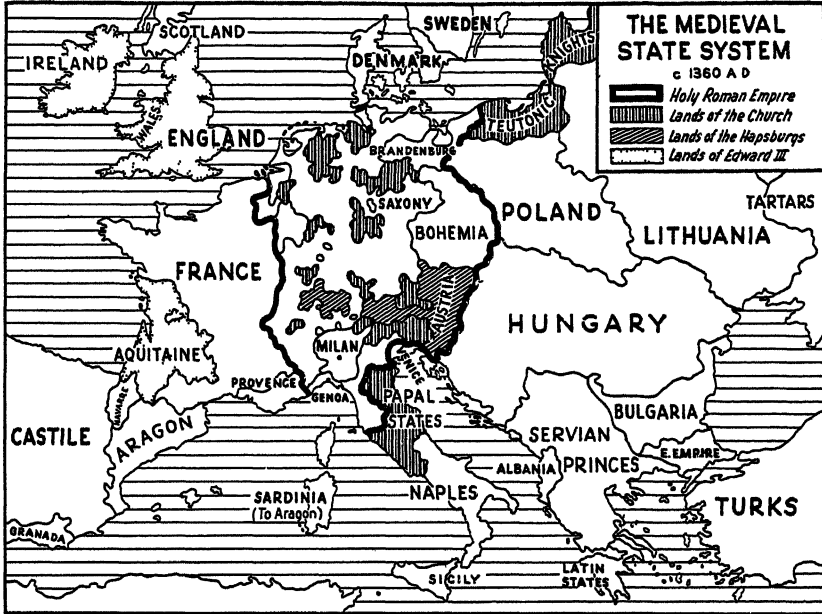 THE MEDIEVAL
STATE SYSTEM
c 1360 A D
Holy Roman Empire
Lands of the Church
Lands of the Hapsburgs
Lands of Edward III
SCOTLAND
IRELAND
WALES
ENGLAND
SWEDEN
DENMARK
TEUTONIC
KNIGHTS
BRANDENBURG
SAXONY
POLAND
TARTARS
LITHUANIA
BOHEMIA
FRANCE
AUSTRIA
HUNGARY
AQUITAINE
MILAN
VENICE
PROVENCE
GENOA
NAVARRE
PAPAL
STATES
CASTILE
ARAGON
BULGARIA
SERVIAN
PRINCES
E. EMPIRE
ALBANIA
SARDINIA
(To Aragon)
NAPLES
TURKS
GRANADA
SICILY
LATIN
STATES